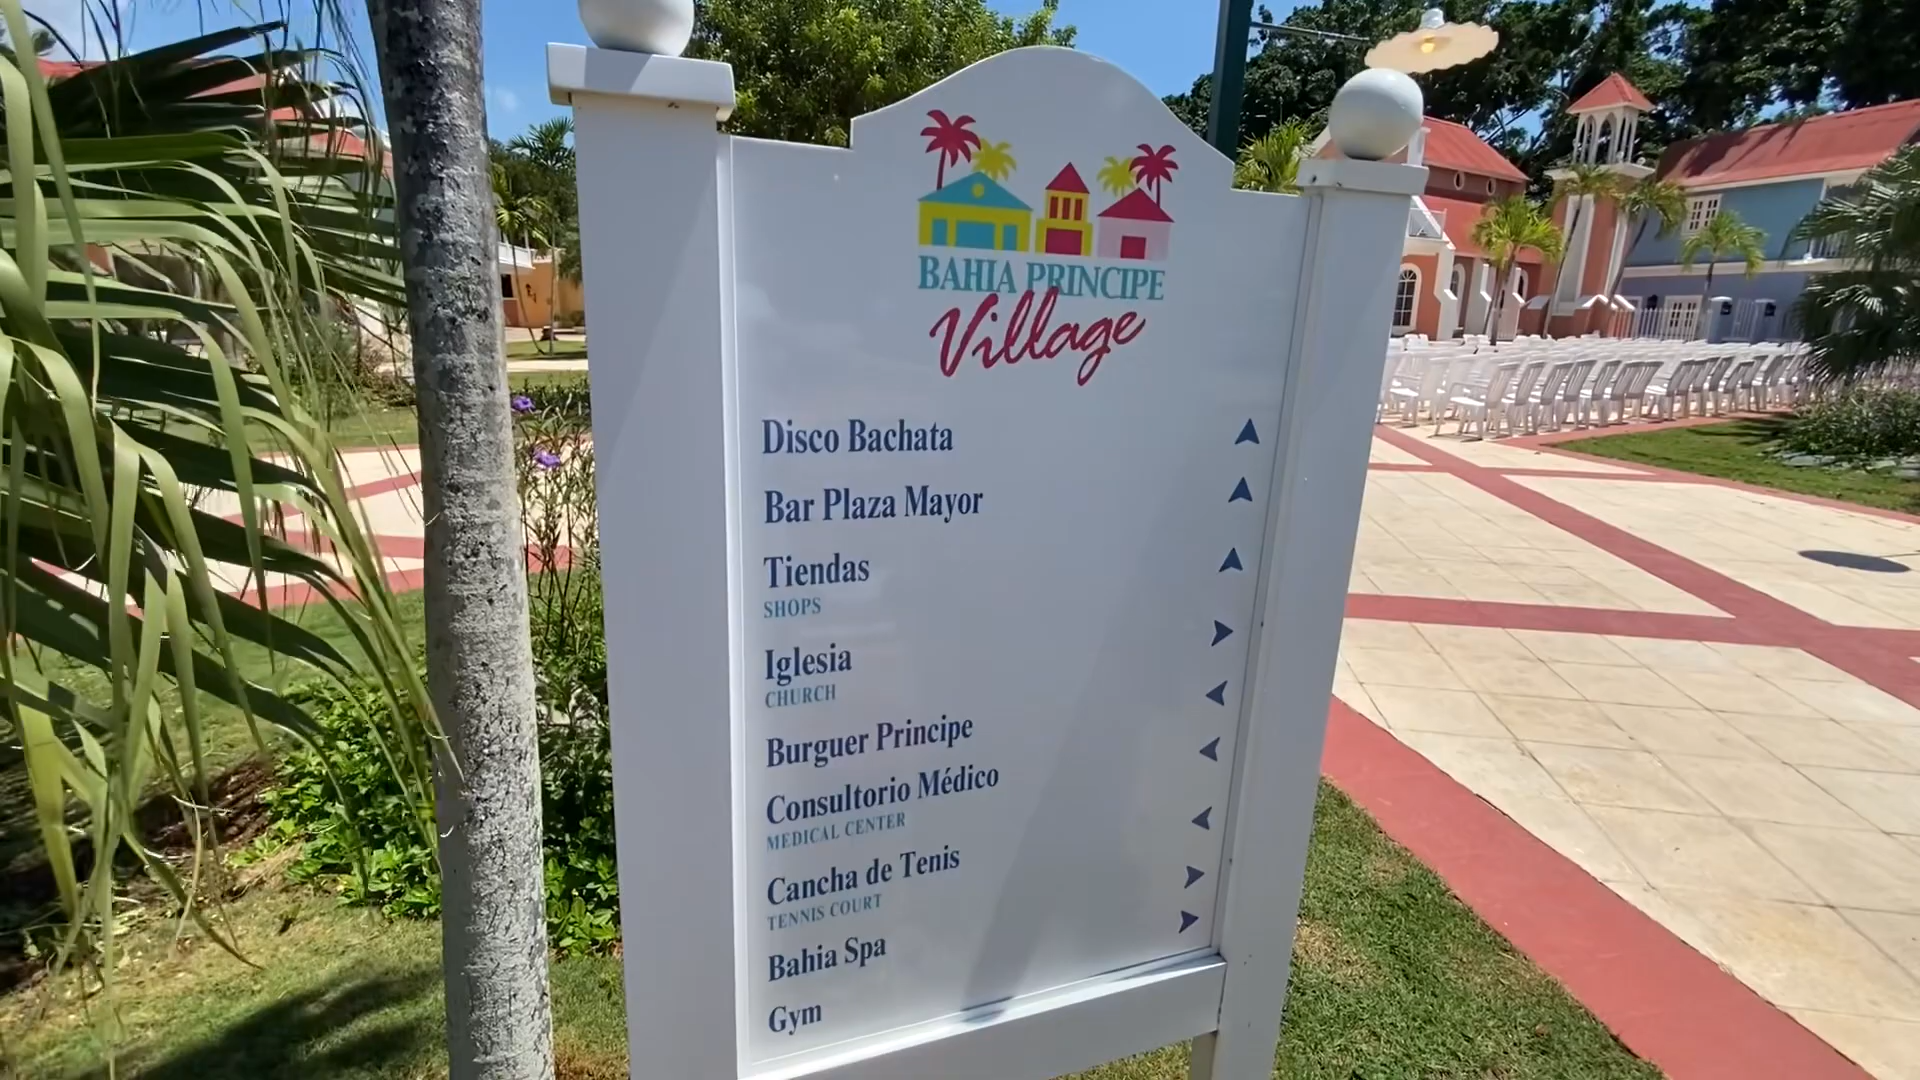 BAHIA PRINCIPE
Village
Disco Bachata
Bar Plaza Mayor
Tiendas
SHOPS
Iglesia
CHURCH
Burguer Principe
Consultorio Médico
MEDICAL CENTER
Cancha de Tenis
TENNIS COURT
Bahia Spa
Gym